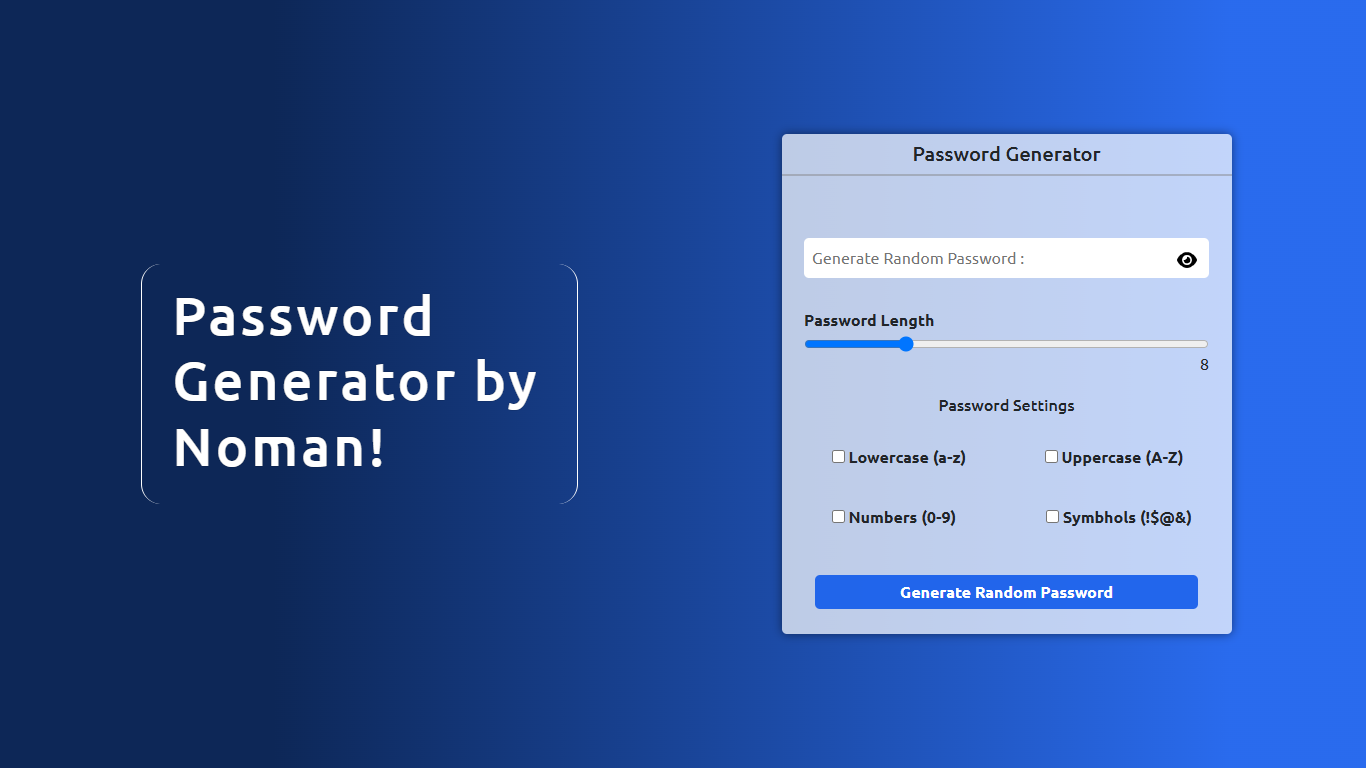 Password
Generator by
Noman!
Password Generator
Generate Random Password :
Password Length
8
Password Settings
Lowercase (a-z)
Uppercase (A-Z)
Numbers (0-9)
Symbhols (!$@&)
Generate Random Password